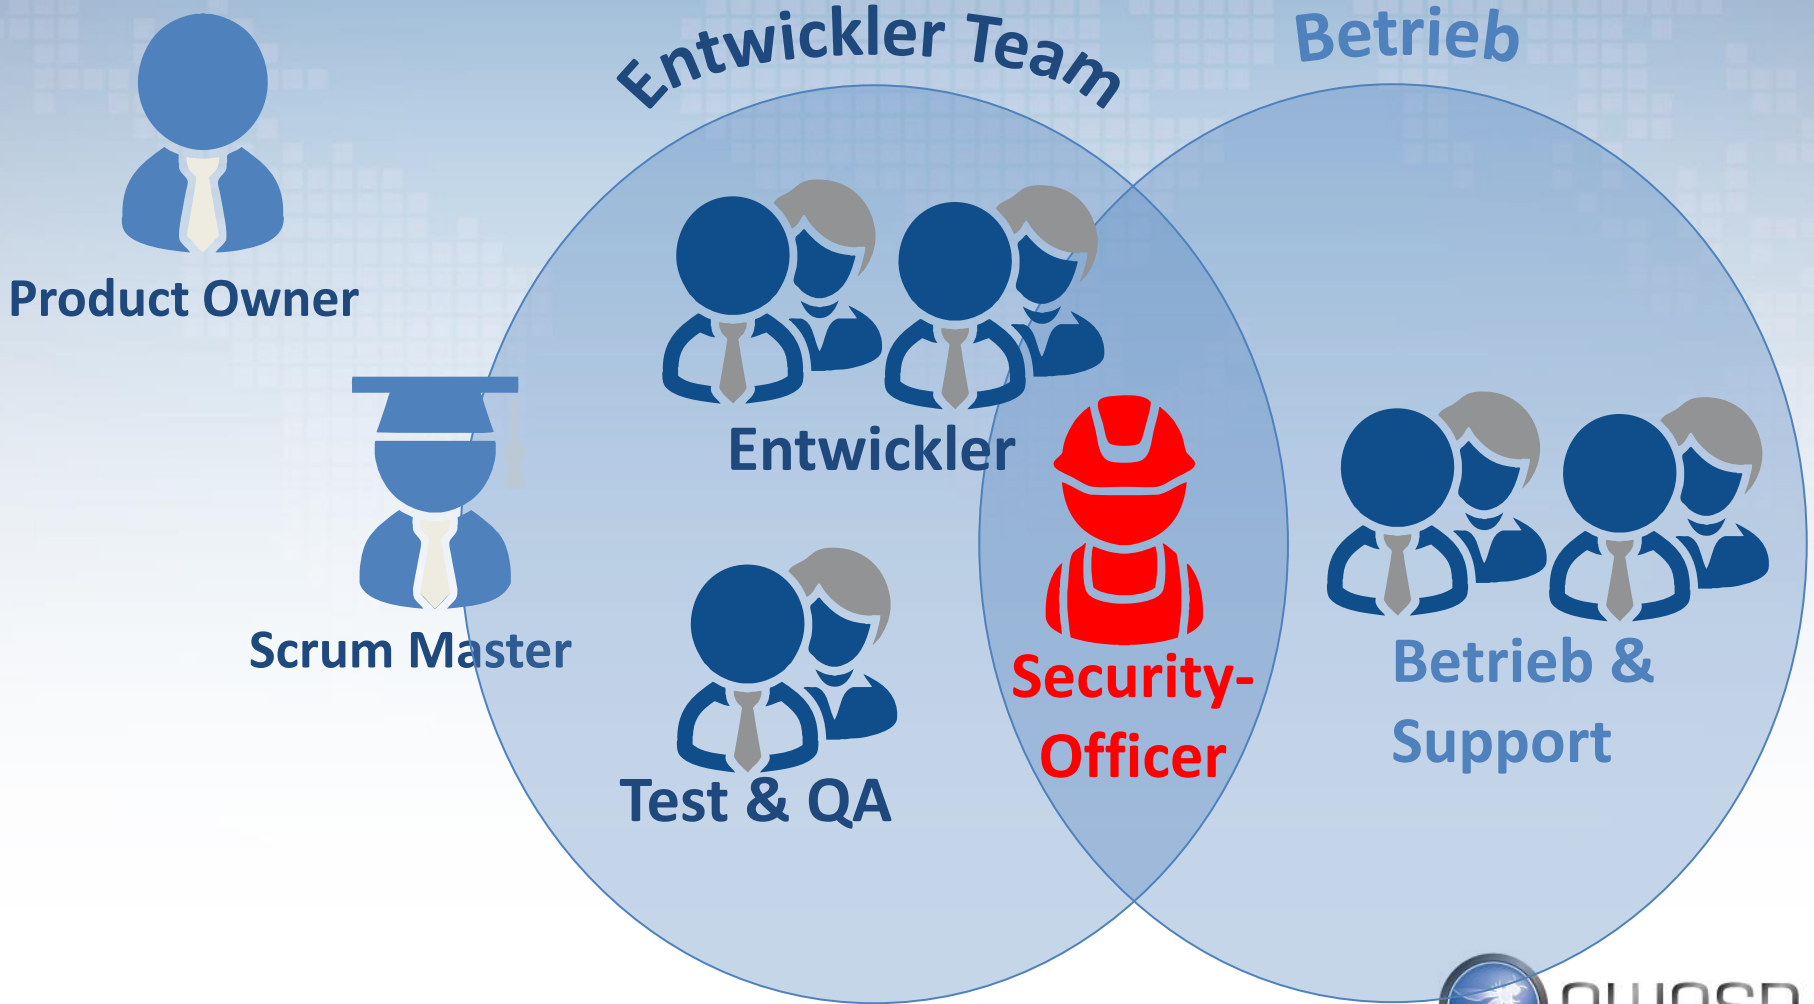 Entwickler Team
Betrieb
Product Owner
Entwickler
Scrum Master
Security-
Officer
Betrieb &
Support
Test & QA